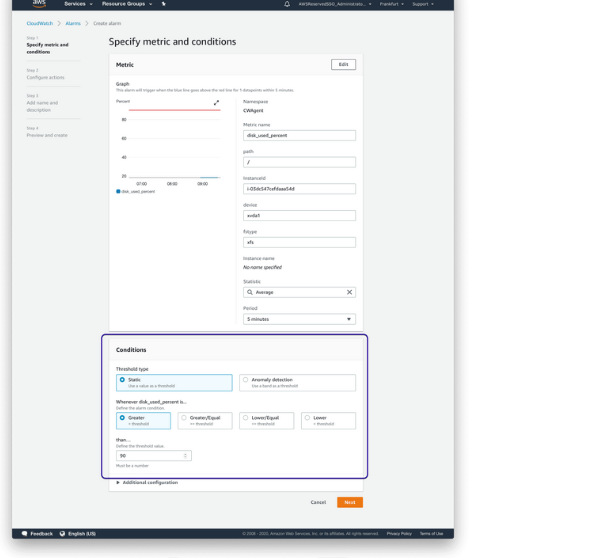 aws Services Resource Groups AWSReservedSSO_Administrato... Frankfurt Support
CloudWatch > Alarms > Create alarm
Step 1
Specify metric and
conditions
Step 2
Configure actions
Step 3
Add name and
description
Step 4
Preview and create
Specify metric and conditions
Metric
Edit
Graph
This alarm will trigger when the blue line goes above the red line for 1 datapoints within 5 minutes.
Percent
80
60
40
20
07:00 08:00 09:00
disk_used_percent
Namespace
CWAgent
Metric name
disk_used_percent
path
/
InstanceId
device
xvda1
fstype
xfs
Instance name
No name specified
Statistic
Average
Period
5 minutes
Conditions
Threshold type
Static
Use a value as a threshold
Anomaly detection
Use a band as a threshold
Whenever disk_used_percent is...
Define the alarm condition.
Greater
> threshold
Greater/Equal
>= threshold
Lower/Equal
<= threshold
Lower
< threshold
than...
Define the threshold value.
90
Must be a number
Additional configuration
Cancel Next
Feedback English (US) © 2008 - 2020, Amazon Web Services, Inc. or its affiliates. All rights reserved. Privacy Policy Terms of Use